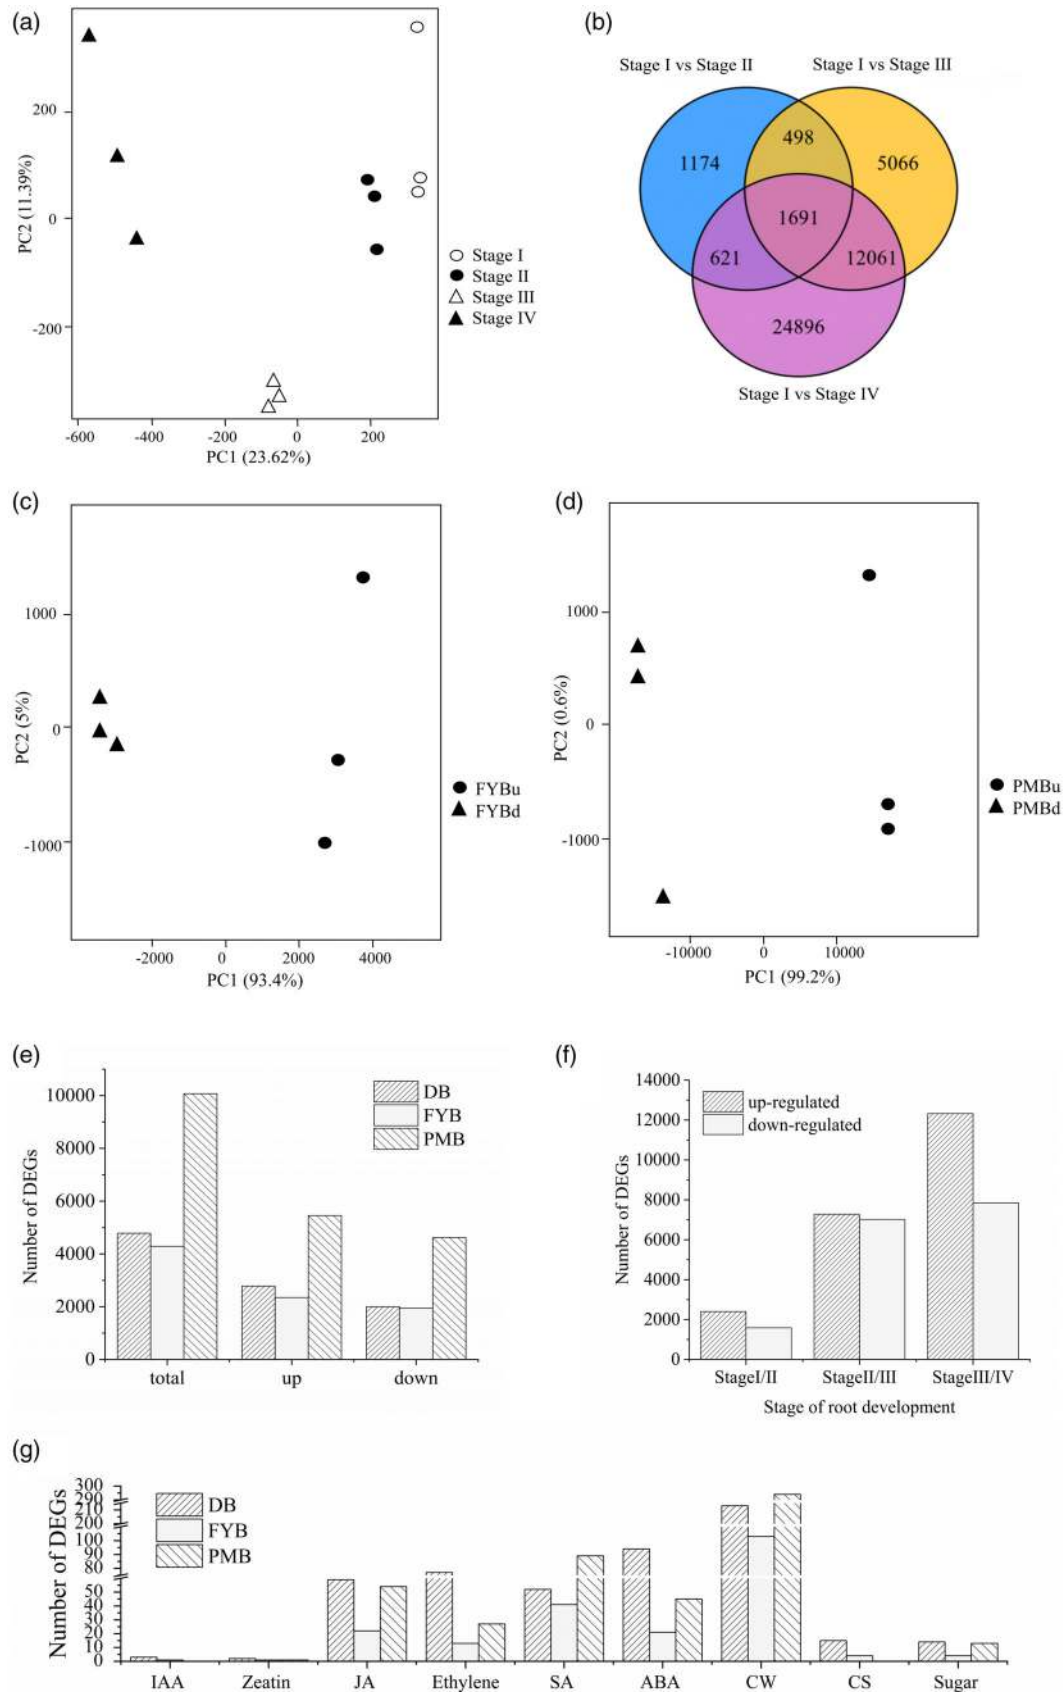 (a)
200
0
-200
PC2 (11.39%)
-600 -400 -200 0 200
PC1 (23.62%)
Stage I
Stage II
Stage III
Stage IV
(b)
Stage I vs Stage II Stage I vs Stage III
498
1174 5066
1691
621 12061
24896
Stage I vs Stage IV
(c)
1000
0
-1000
PC2 (5%)
-2000 0 2000 4000
PC1 (93.4%)
FYBu
FYBd
(d)
1000
0
-1000
PC2 (0.6%)
-10000 0 10000
PC1 (99.2%)
PMBu
PMBd
(e)
10000
8000
6000
4000
2000
0
Number of DEGs
DB
FYB
PMB
total up down
(f)
14000
12000
10000
8000
6000
4000
2000
0
Number of DEGs
up-regulated
down-regulated
StageI/II StageII/III StageIII/IV
Stage of root development
(g)
300
290
210
200
100
90
80
50
40
30
20
10
0
Number of DEGs
DB
FYB
PMB
IAA Zeatin JA Ethylene SA ABA CW CS Sugar